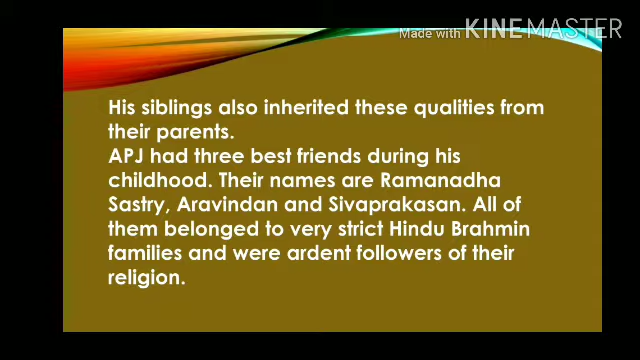 Made with KINEMASTER
His siblings also inherited these qualities from
their parents.
APJ had three best friends during his
childhood. Their names are Ramanadha
Sastry, Aravindan and Sivaprakasan. All of
them belonged to very strict Hindu Brahmin
families and were ardent followers of their
religion.